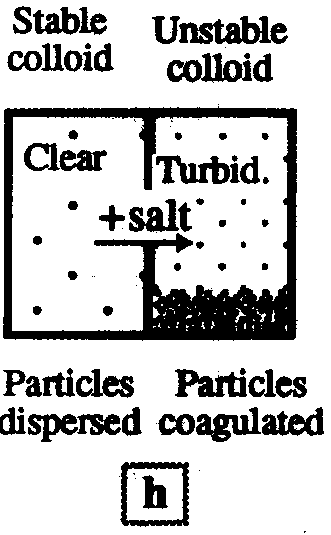 Stable Unstable
colloid colloid
Clear Turbid.
+salt
Particles Particles
dispersed coagulated
h